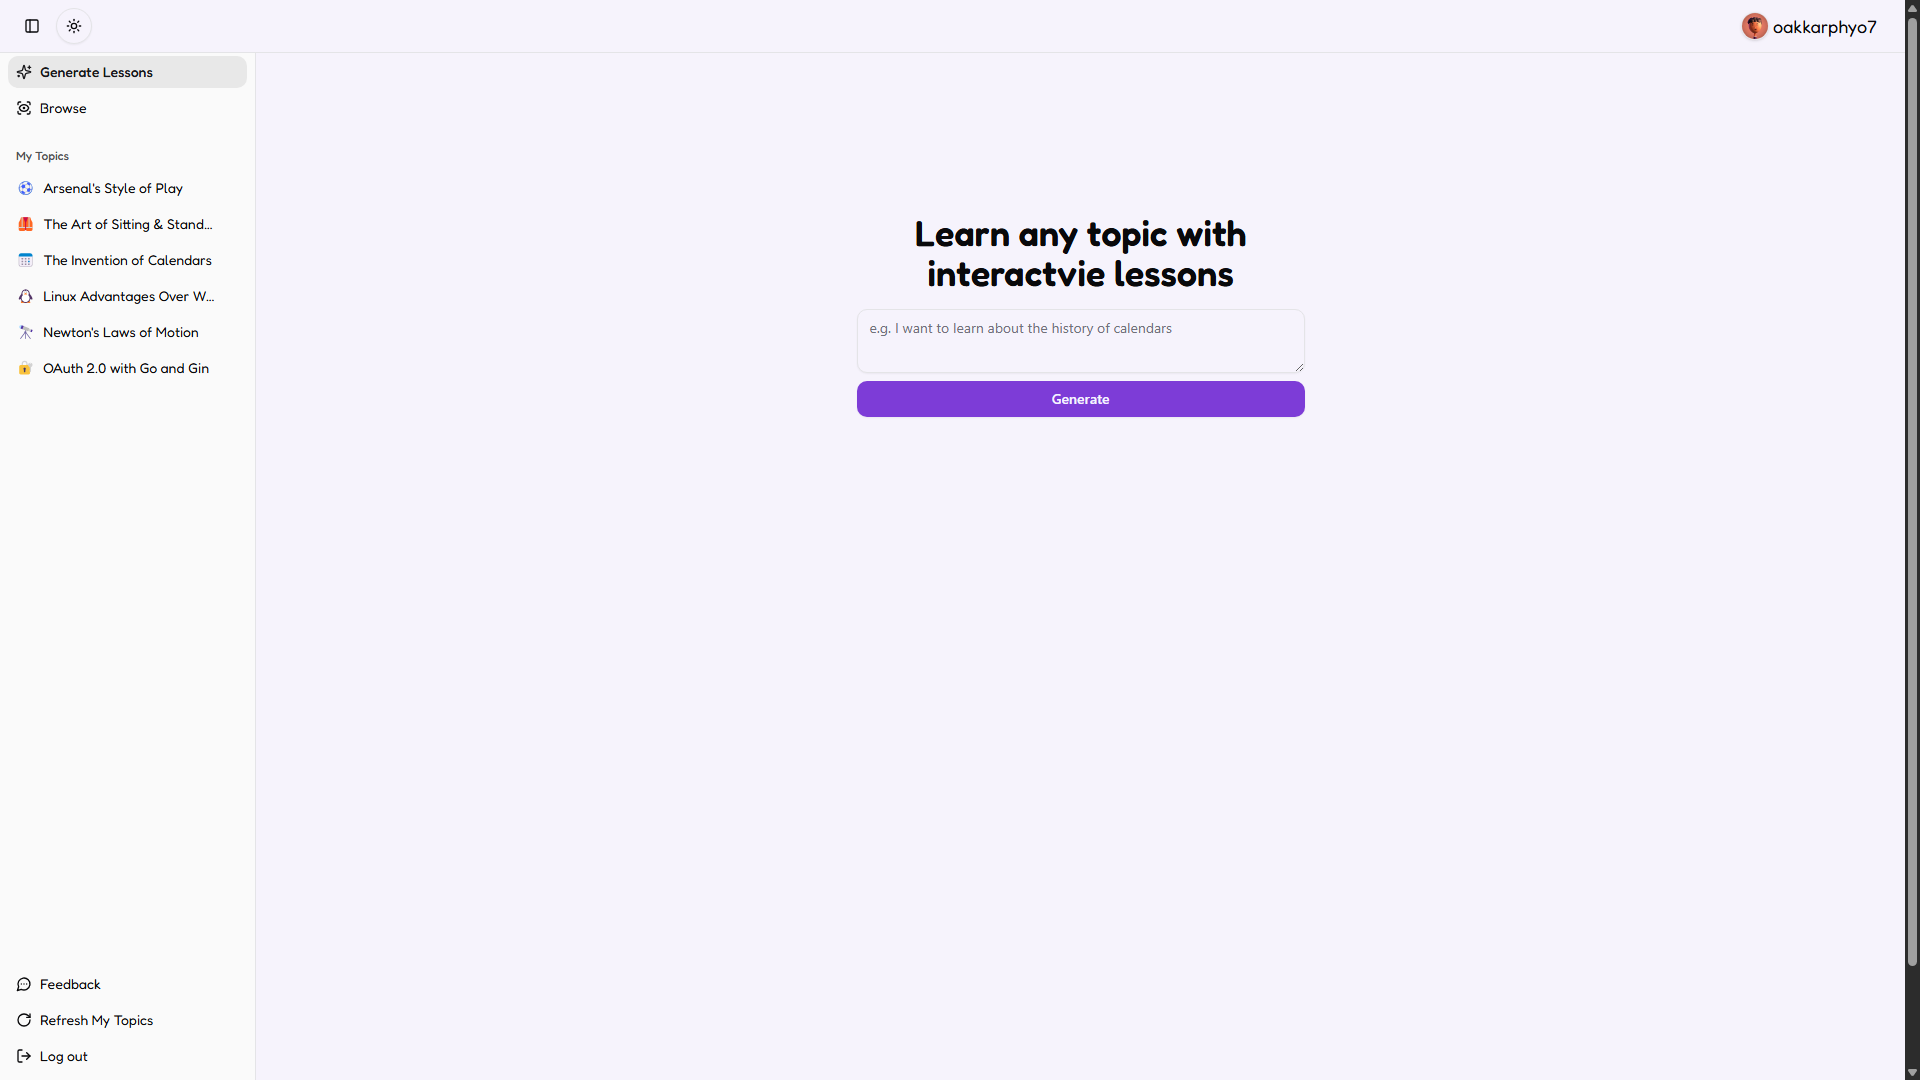 oakkarphyo7
Generate Lessons
Browse
My Topics
Arsenal's Style of Play
The Art of Sitting & Stand...
The Invention of Calendars
Linux Advantages Over W...
Newton's Laws of Motion
OAuth 2.0 with Go and Gin
Learn any topic with
interactvie lessons
e.g. I want to learn about the history of calendars
Generate
Feedback
Refresh My Topics
Log out